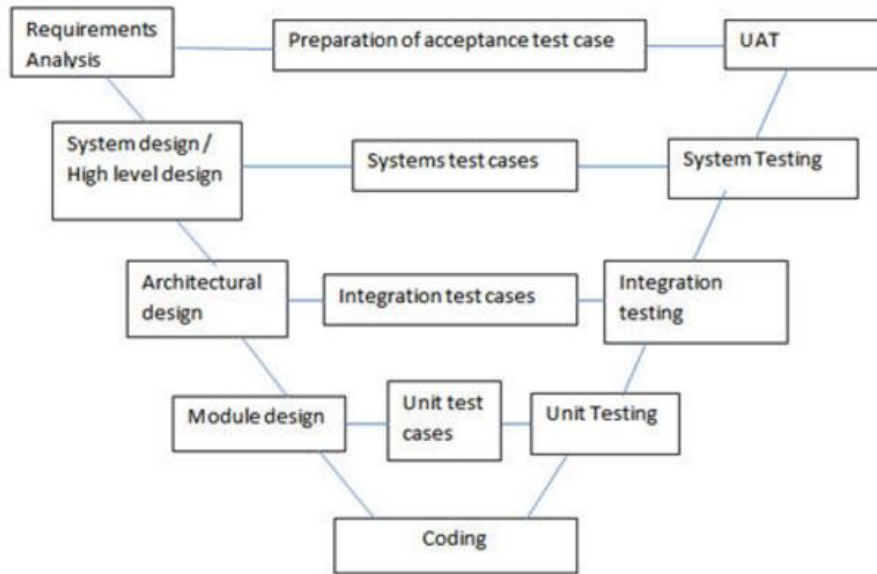 Requirements
Analysis
Preparation of acceptance test case
UAT
System design /
High level design
Systems test cases
System Testing
Architectural
design
Integration test cases
Integration
testing
Module design
Unit test
cases
Unit Testing
Coding